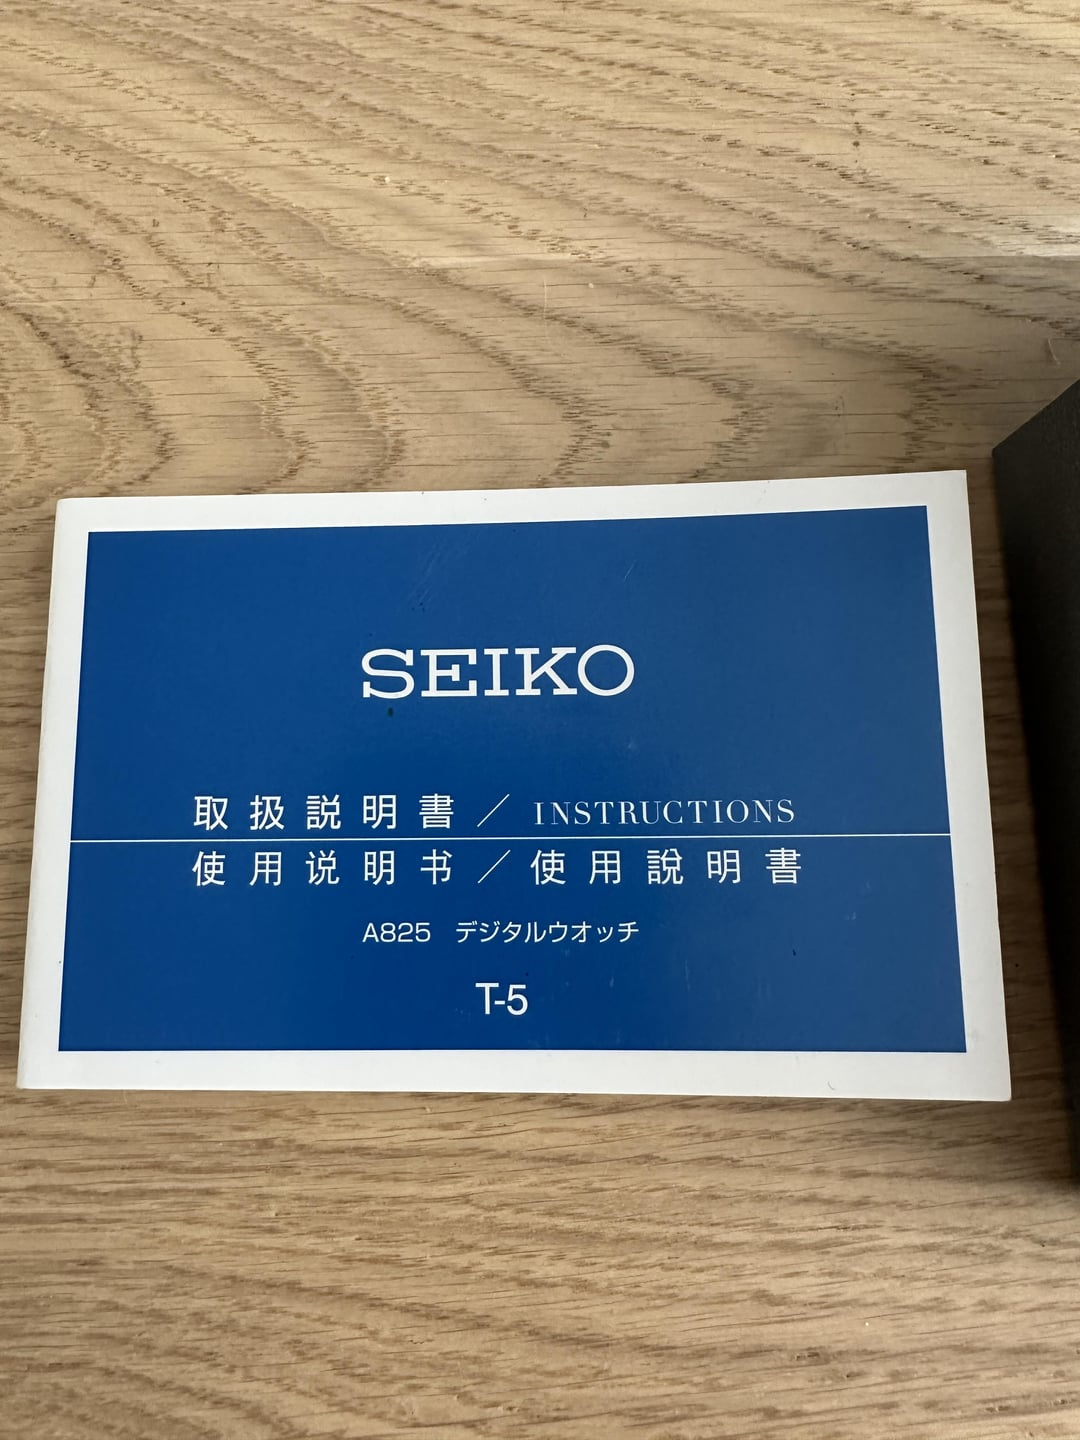 SEIKO
取扱説明書／INSTRUCTIONS
使用说明书／使用說明書
A825 デジタルウオッチ
T-5